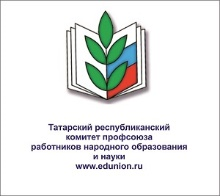 Татарский республиканский
комитет профсоюза
работников народного образования
и науки
www.edunion.ru